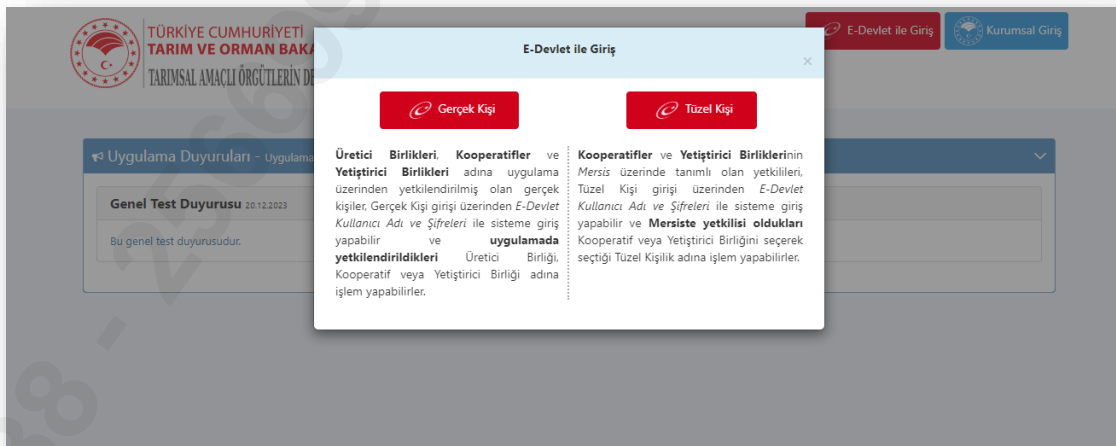 TÜRKİYE CUMHURİYETİ
TARIM VE ORMAN BAKA
TARIMSAL AMAÇLI ÖRGÜTLERİN DE
E-Devlet ile Giriş
Kurumsal Giriş
E-Devlet ile Giriş
×
Gerçek Kişi
Tüzel Kişi
Üretici Birlikleri, Kooperatifler ve
Yetiştirici Birlikleri adına uygulama
üzerinden yetkilendirilmiş olan gerçek
kişiler, Gerçek Kişi girişi üzerinden E-Devlet
Kullanıcı Adı ve Şifreleri ile sisteme giriş
yapabilir ve uygulamada
yetkilendirildikleri Üretici Birliği,
Kooperatif veya Yetiştirici Birliği adına
işlem yapabilirler.
Kooperatifler ve Yetiştirici Birliklerinin
Mersis üzerinde tanımlı olan yetkilileri,
Tüzel Kişi girişi üzerinden E-Devlet
Kullanıcı Adı ve Şifreleri ile sisteme giriş
yapabilir ve Mersiste yetkilisi oldukları
Kooperatif veya Yetiştirici Birliğini seçerek
seçtiği Tüzel Kişilik adına işlem yapabilirler.
Uygulama Duyuruları - Uygulama
Genel Test Duyurusu 20.12.2023
Bu genel test duyurusudur.